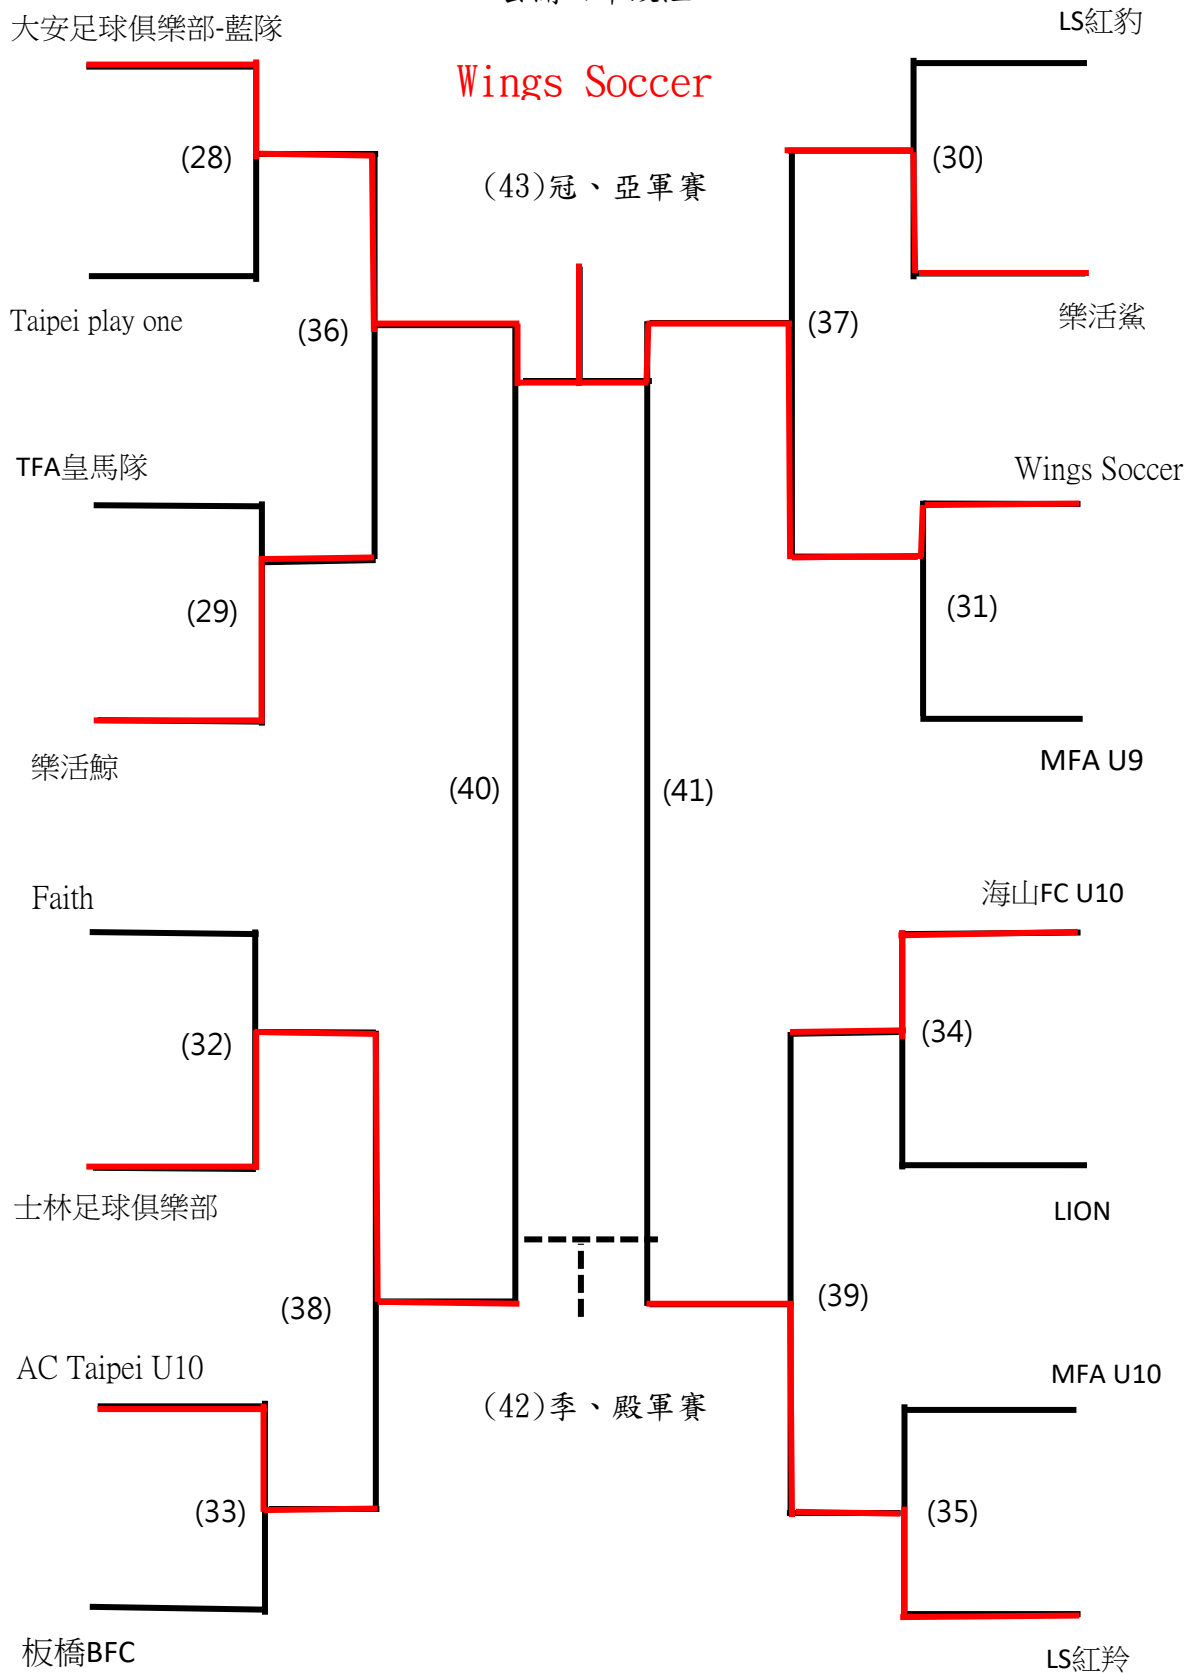 大安足球俱樂部-藍隊
LS紅豹
Wings Soccer
(28)
(30)
(43)冠、亞軍賽
Taipei play one
(36)
(37)
樂活鯊
TFA皇馬隊
Wings Soccer
(29)
(31)
樂活鯨
(40)
(41)
MFA U9
Faith
海山FC U10
(32)
(34)
士林足球俱樂部
LION
(38)
(39)
AC Taipei U10
MFA U10
(42)季、殿軍賽
(33)
(35)
板橋BFC
LS紅羚